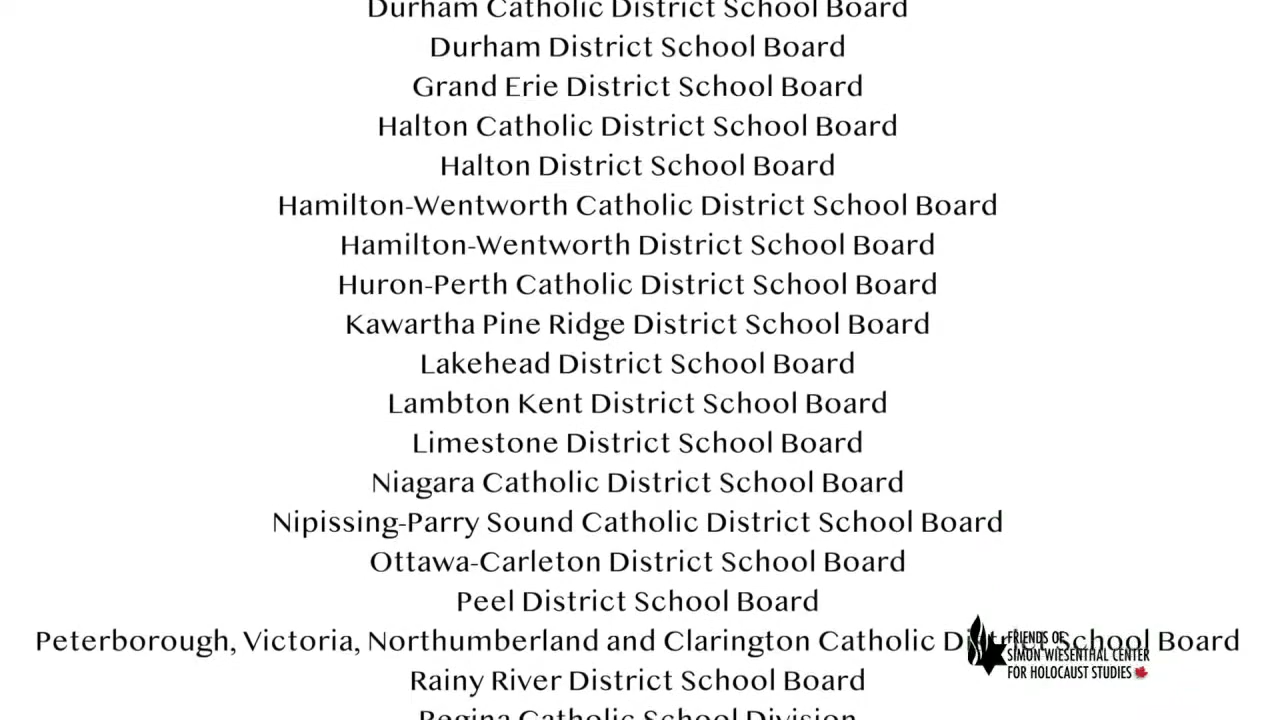 Durham Catholic District School Board
Durham District School Board
Grand Erie District School Board
Halton Catholic District School Board
Halton District School Board
Hamilton-Wentworth Catholic District School Board
Hamilton-Wentworth District School Board
Huron-Perth Catholic District School Board
Kawartha Pine Ridge District School Board
Lakehead District School Board
Lambton Kent District School Board
Limestone District School Board
Niagara Catholic District School Board
Nipissing-Parry Sound Catholic District School Board
Ottawa-Carleton District School Board
Peel District School Board
Peterborough, Victoria, Northumberland and Clarington Catholic District School Board
Rainy River District School Board
Regina Catholic School Division
FRIENDS OF
SIMON WIESENTHAL CENTER
FOR HOLOCAUST STUDIES